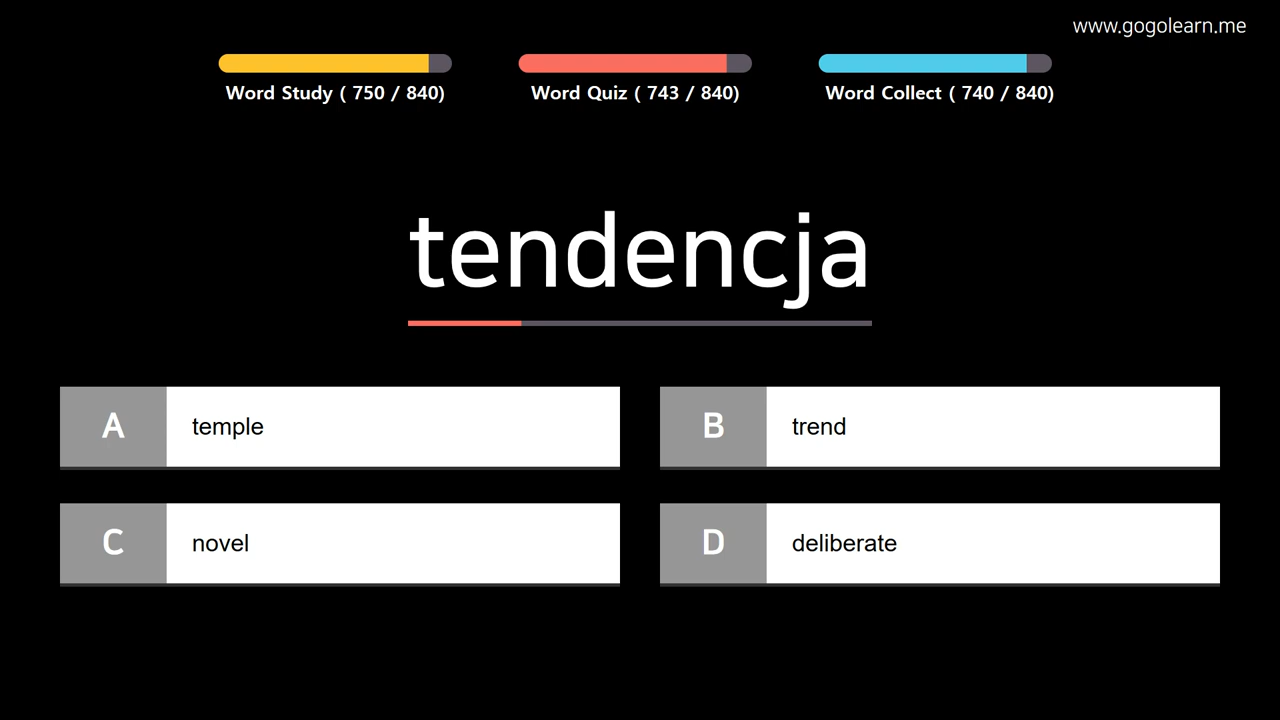 www.gogolearn.me
Word Study ( 750 / 840)
Word Quiz ( 743 / 840)
Word Collect ( 740 / 840)
tendencja
A temple
B trend
C novel
D deliberate